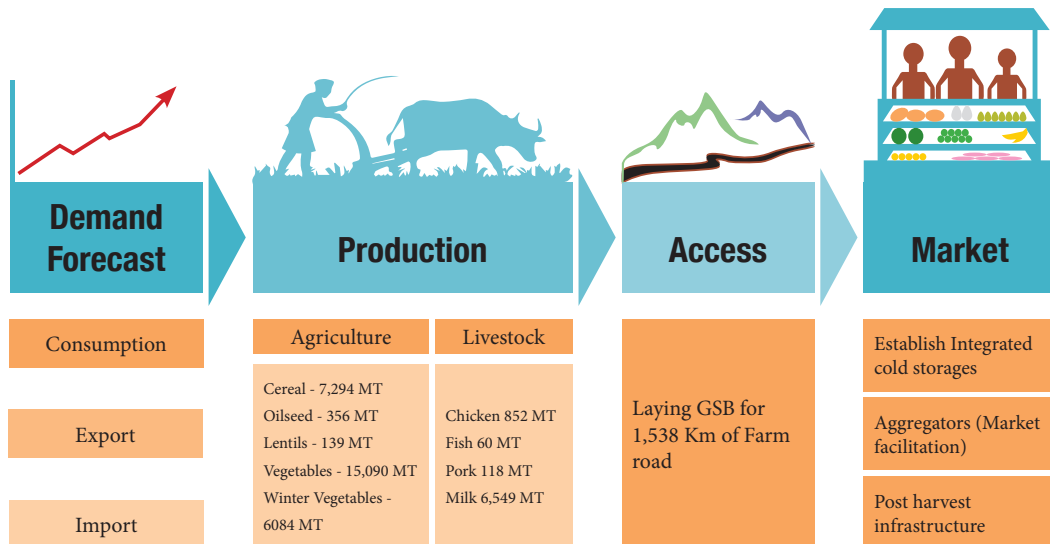 Demand
Forecast
Production
Access
Market
Consumption
Export
Import
Agriculture
Cereal - 7,294 MT
Oilseed - 356 MT
Lentils - 139 MT
Vegetables - 15,090 MT
Winter Vegetables -
6084 MT
Livestock
Chicken 852 MT
Fish 60 MT
Pork 118 MT
Milk 6,549 MT
Laying GSB for
1,538 Km of Farm
road
Establish Integrated
cold storages
Aggregators (Market
facilitation)
Post harvest
infrastructure